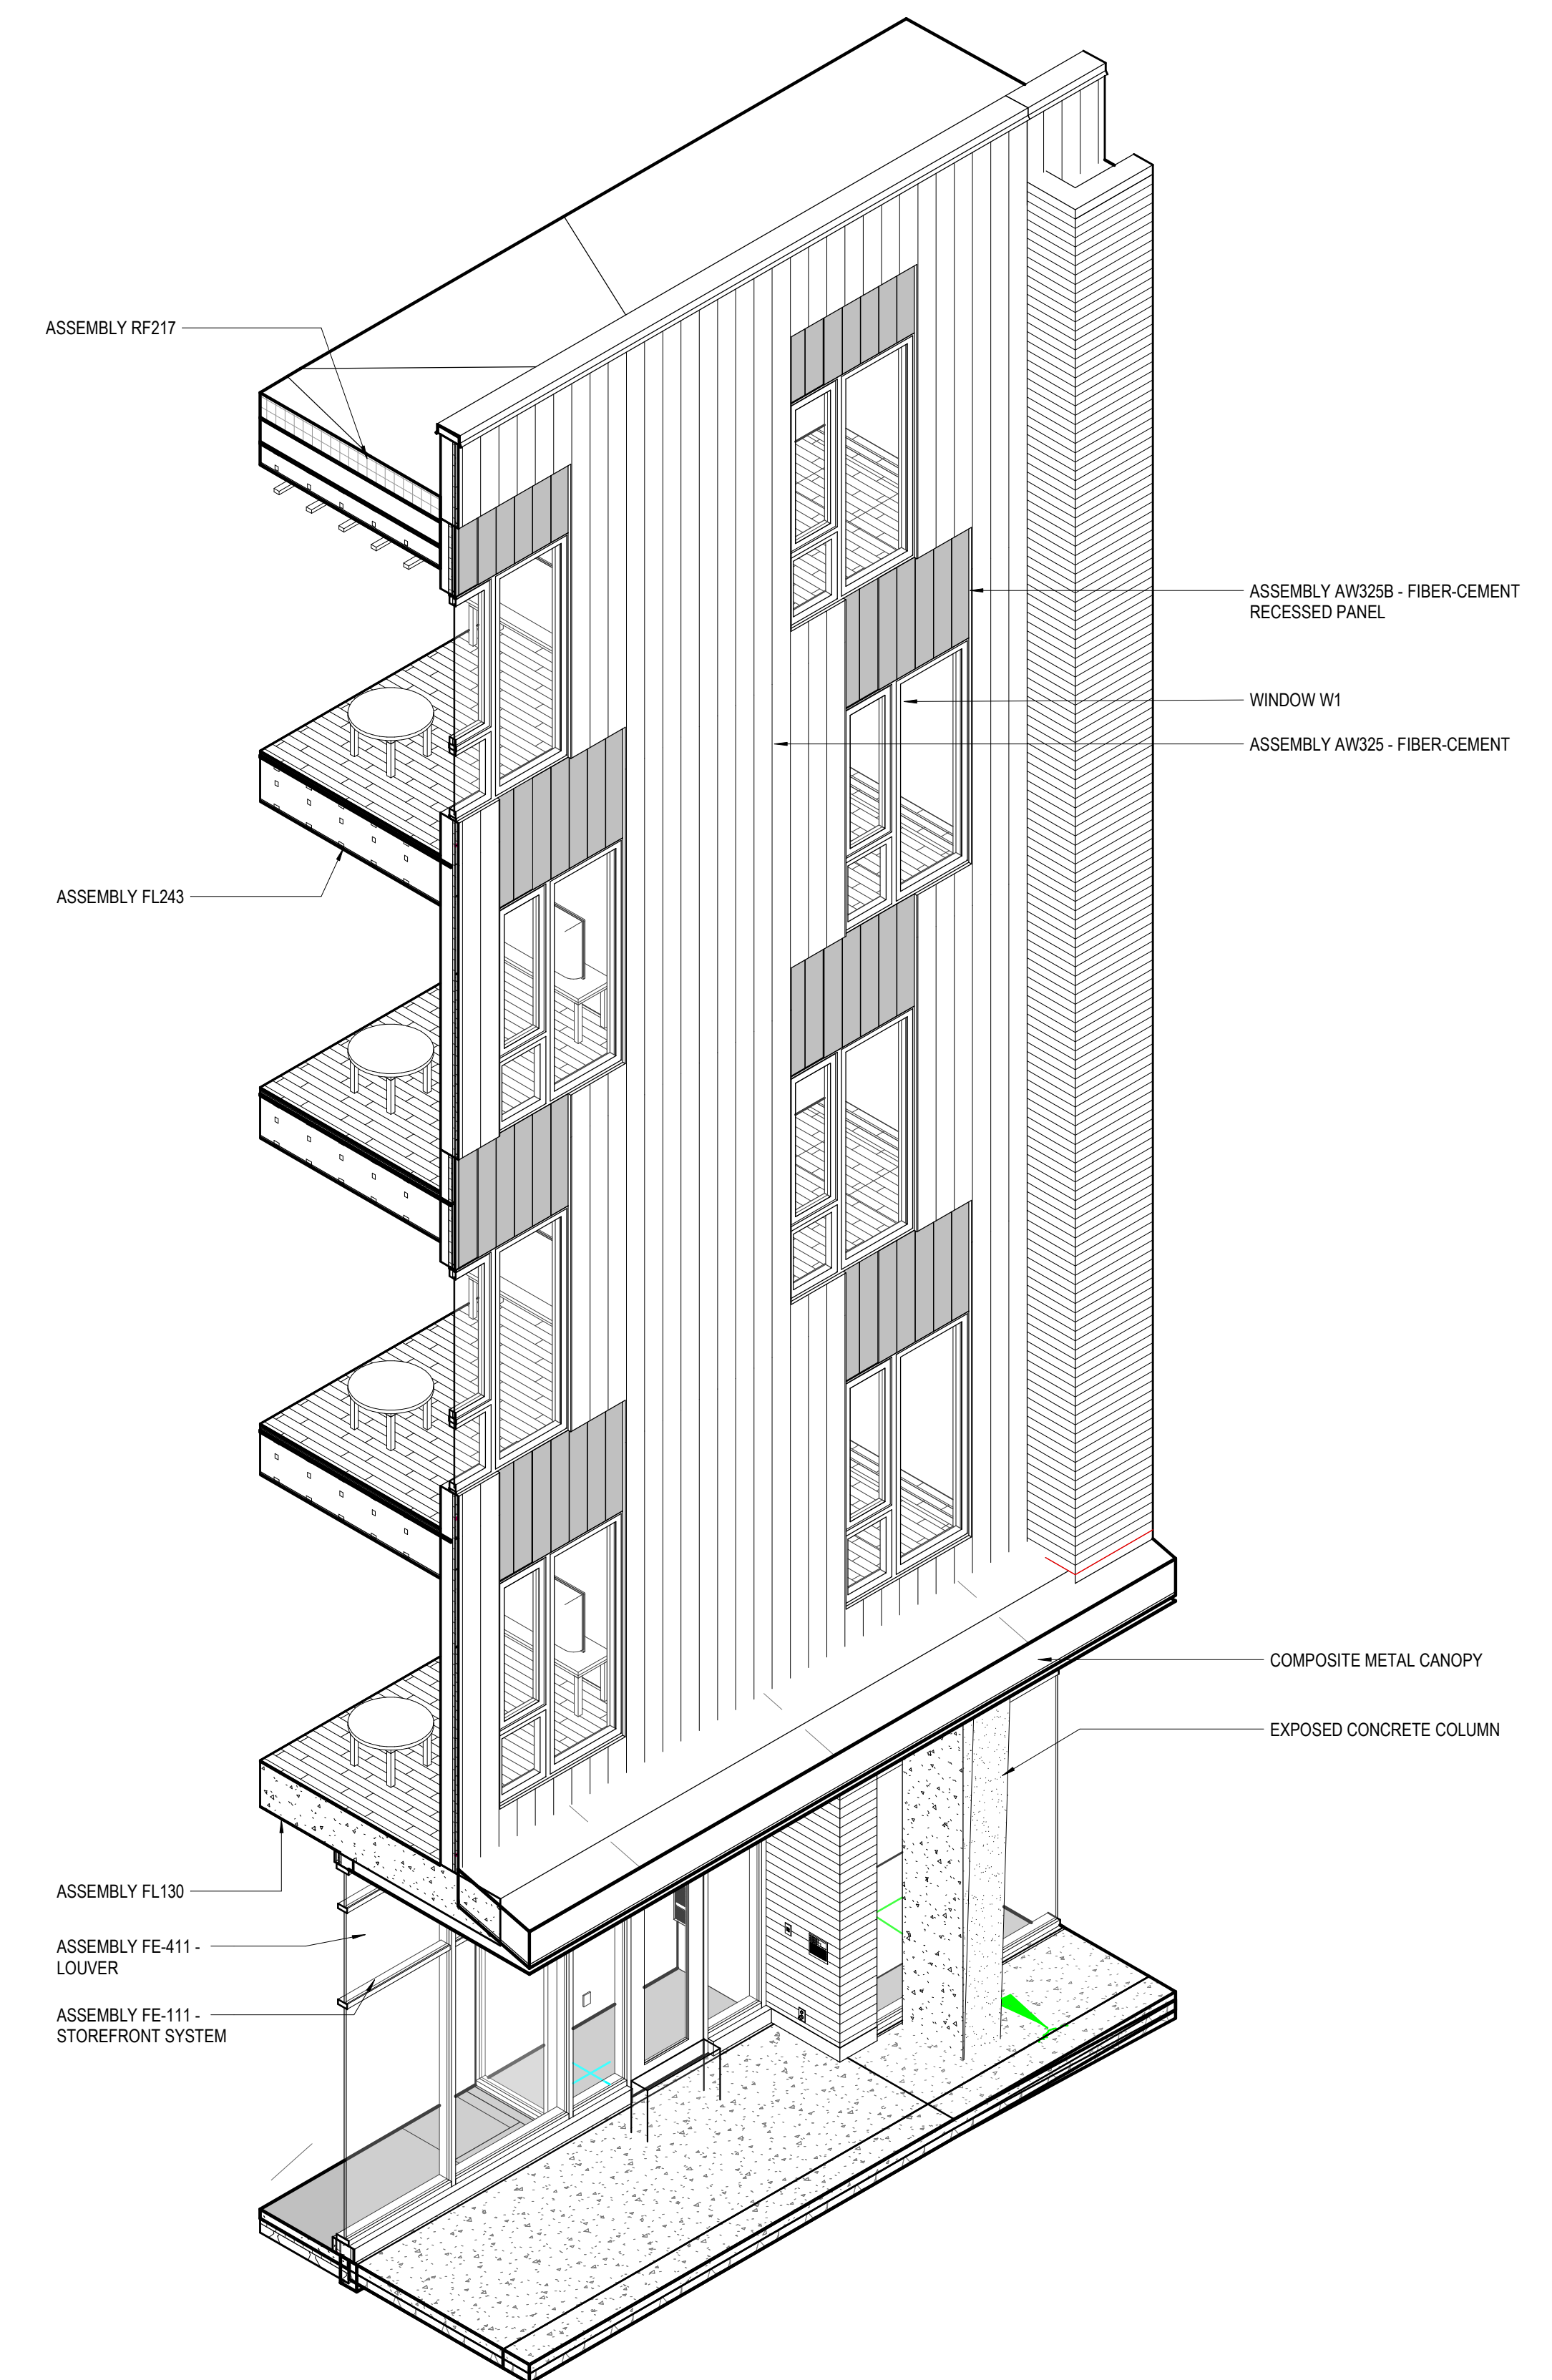 ASSEMBLY RF217
ASSEMBLY AW325B - FIBER-CEMENT
RECESSED PANEL
WINDOW W1
ASSEMBLY AW325 - FIBER-CEMENT
ASSEMBLY FL243
COMPOSITE METAL CANOPY
EXPOSED CONCRETE COLUMN
ASSEMBLY FL130
ASSEMBLY FE-411 -
LOUVER
ASSEMBLY FE-111 -
STOREFRONT SYSTEM